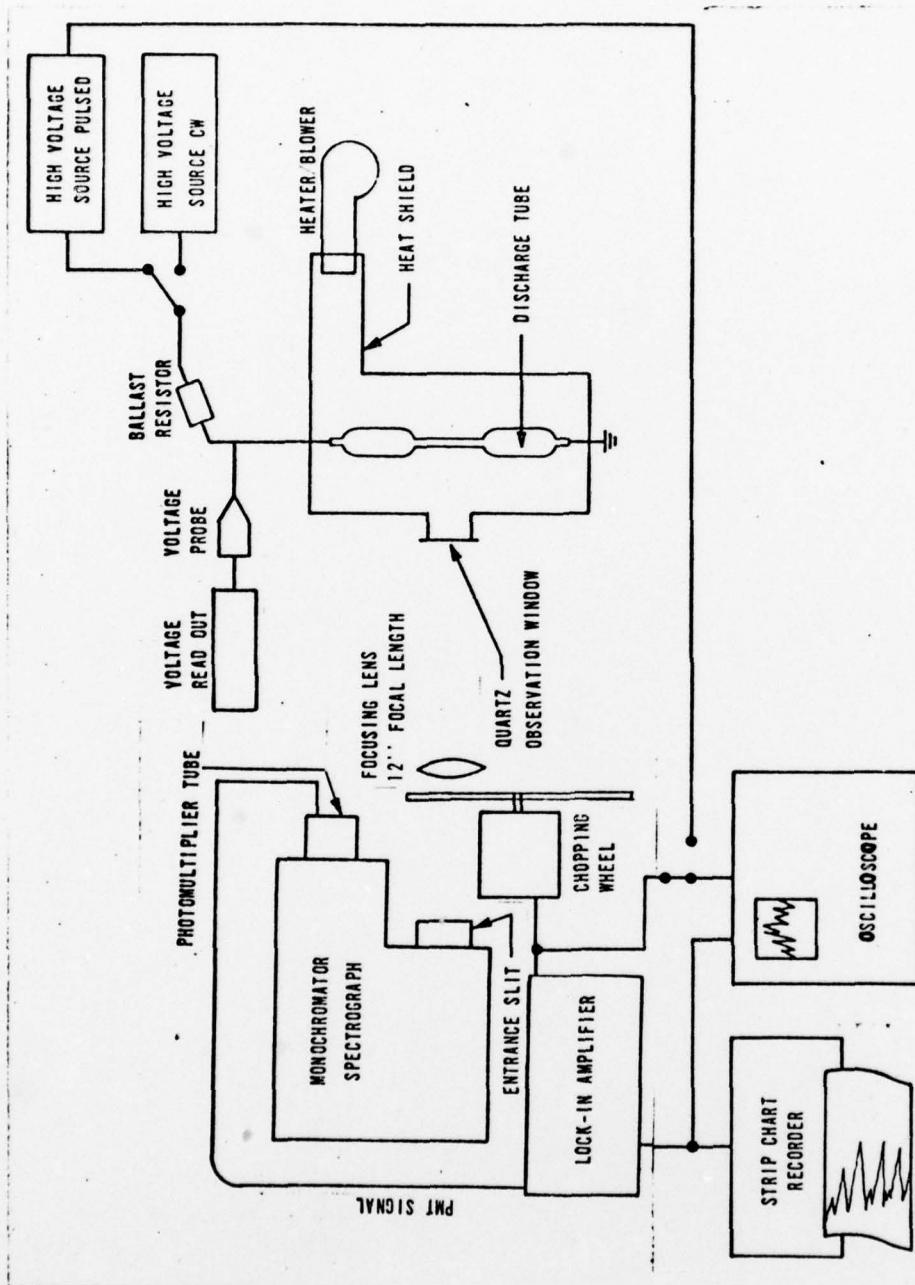 HIGH VOLTAGE
SOURCE PULSED
HIGH VOLTAGE
SOURCE CW
HEATER/BLOWER
HEAT SHIELD
DISCHARGE TUBE
BALLAST
RESISTOR
VOLTAGE
PROBE
VOLTAGE
READ OUT
QUARTZ
OBSERVATION WINDOW
FOCUSING LENS
12'' FOCAL LENGTH
PHOTOMULTIPLIER TUBE
CHOPPING
WHEEL
MONOCHROMATOR
SPECTROGRAPH
ENTRANCE SLIT
PMT SIGNAL
LOCK-IN AMPLIFIER
OSCILLOSCOPE
STRIP CHART
RECORDER